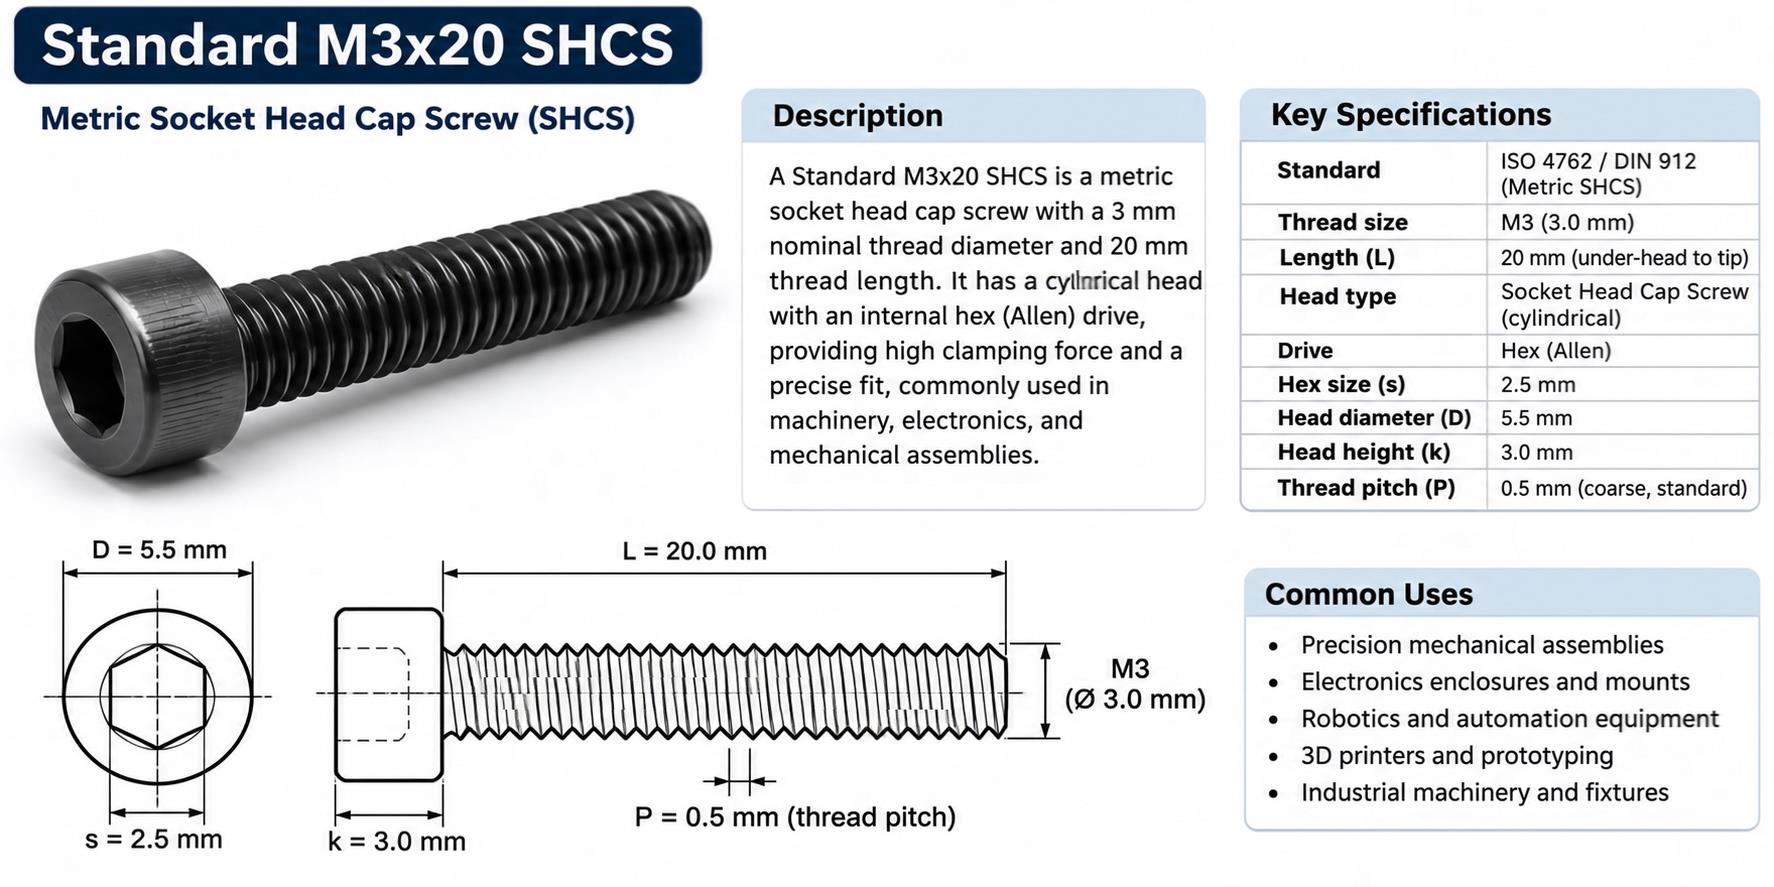 Standard M3x20 SHCS
Metric Socket Head Cap Screw (SHCS)
Description
A Standard M3x20 SHCS is a metric
socket head cap screw with a 3 mm
nominal thread diameter and 20 mm
thread length. It has a head
with an internal hex (Allen) drive,
providing high clamping force and a
precise fit, commonly used in
machinery, electronics, and
mechanical assemblies.
Key Specifications
Standard ISO 4762 / DIN 912
(Metric SHCS)
Thread size M3 (3.0 mm)
Length (L) 20 mm (under-head to tip)
Head type Socket Head Cap Screw
(cylindrical)
Drive Hex (Allen)
Hex size (s) 2.5 mm
Head diameter (D) 5.5 mm
Head height (k) 3.0 mm
Thread pitch (P) 0.5 mm (coarse, standard)
D = 5.5 mm
s = 2.5 mm
L = 20.0 mm
M3
(Ø 3.0 mm)
k = 3.0 mm
P = 0.5 mm (thread pitch)
Common Uses
• Precision mechanical assemblies
• Electronics enclosures and mounts
• Robotics and automation equipment
• 3D printers and prototyping
• Industrial machinery and fixtures